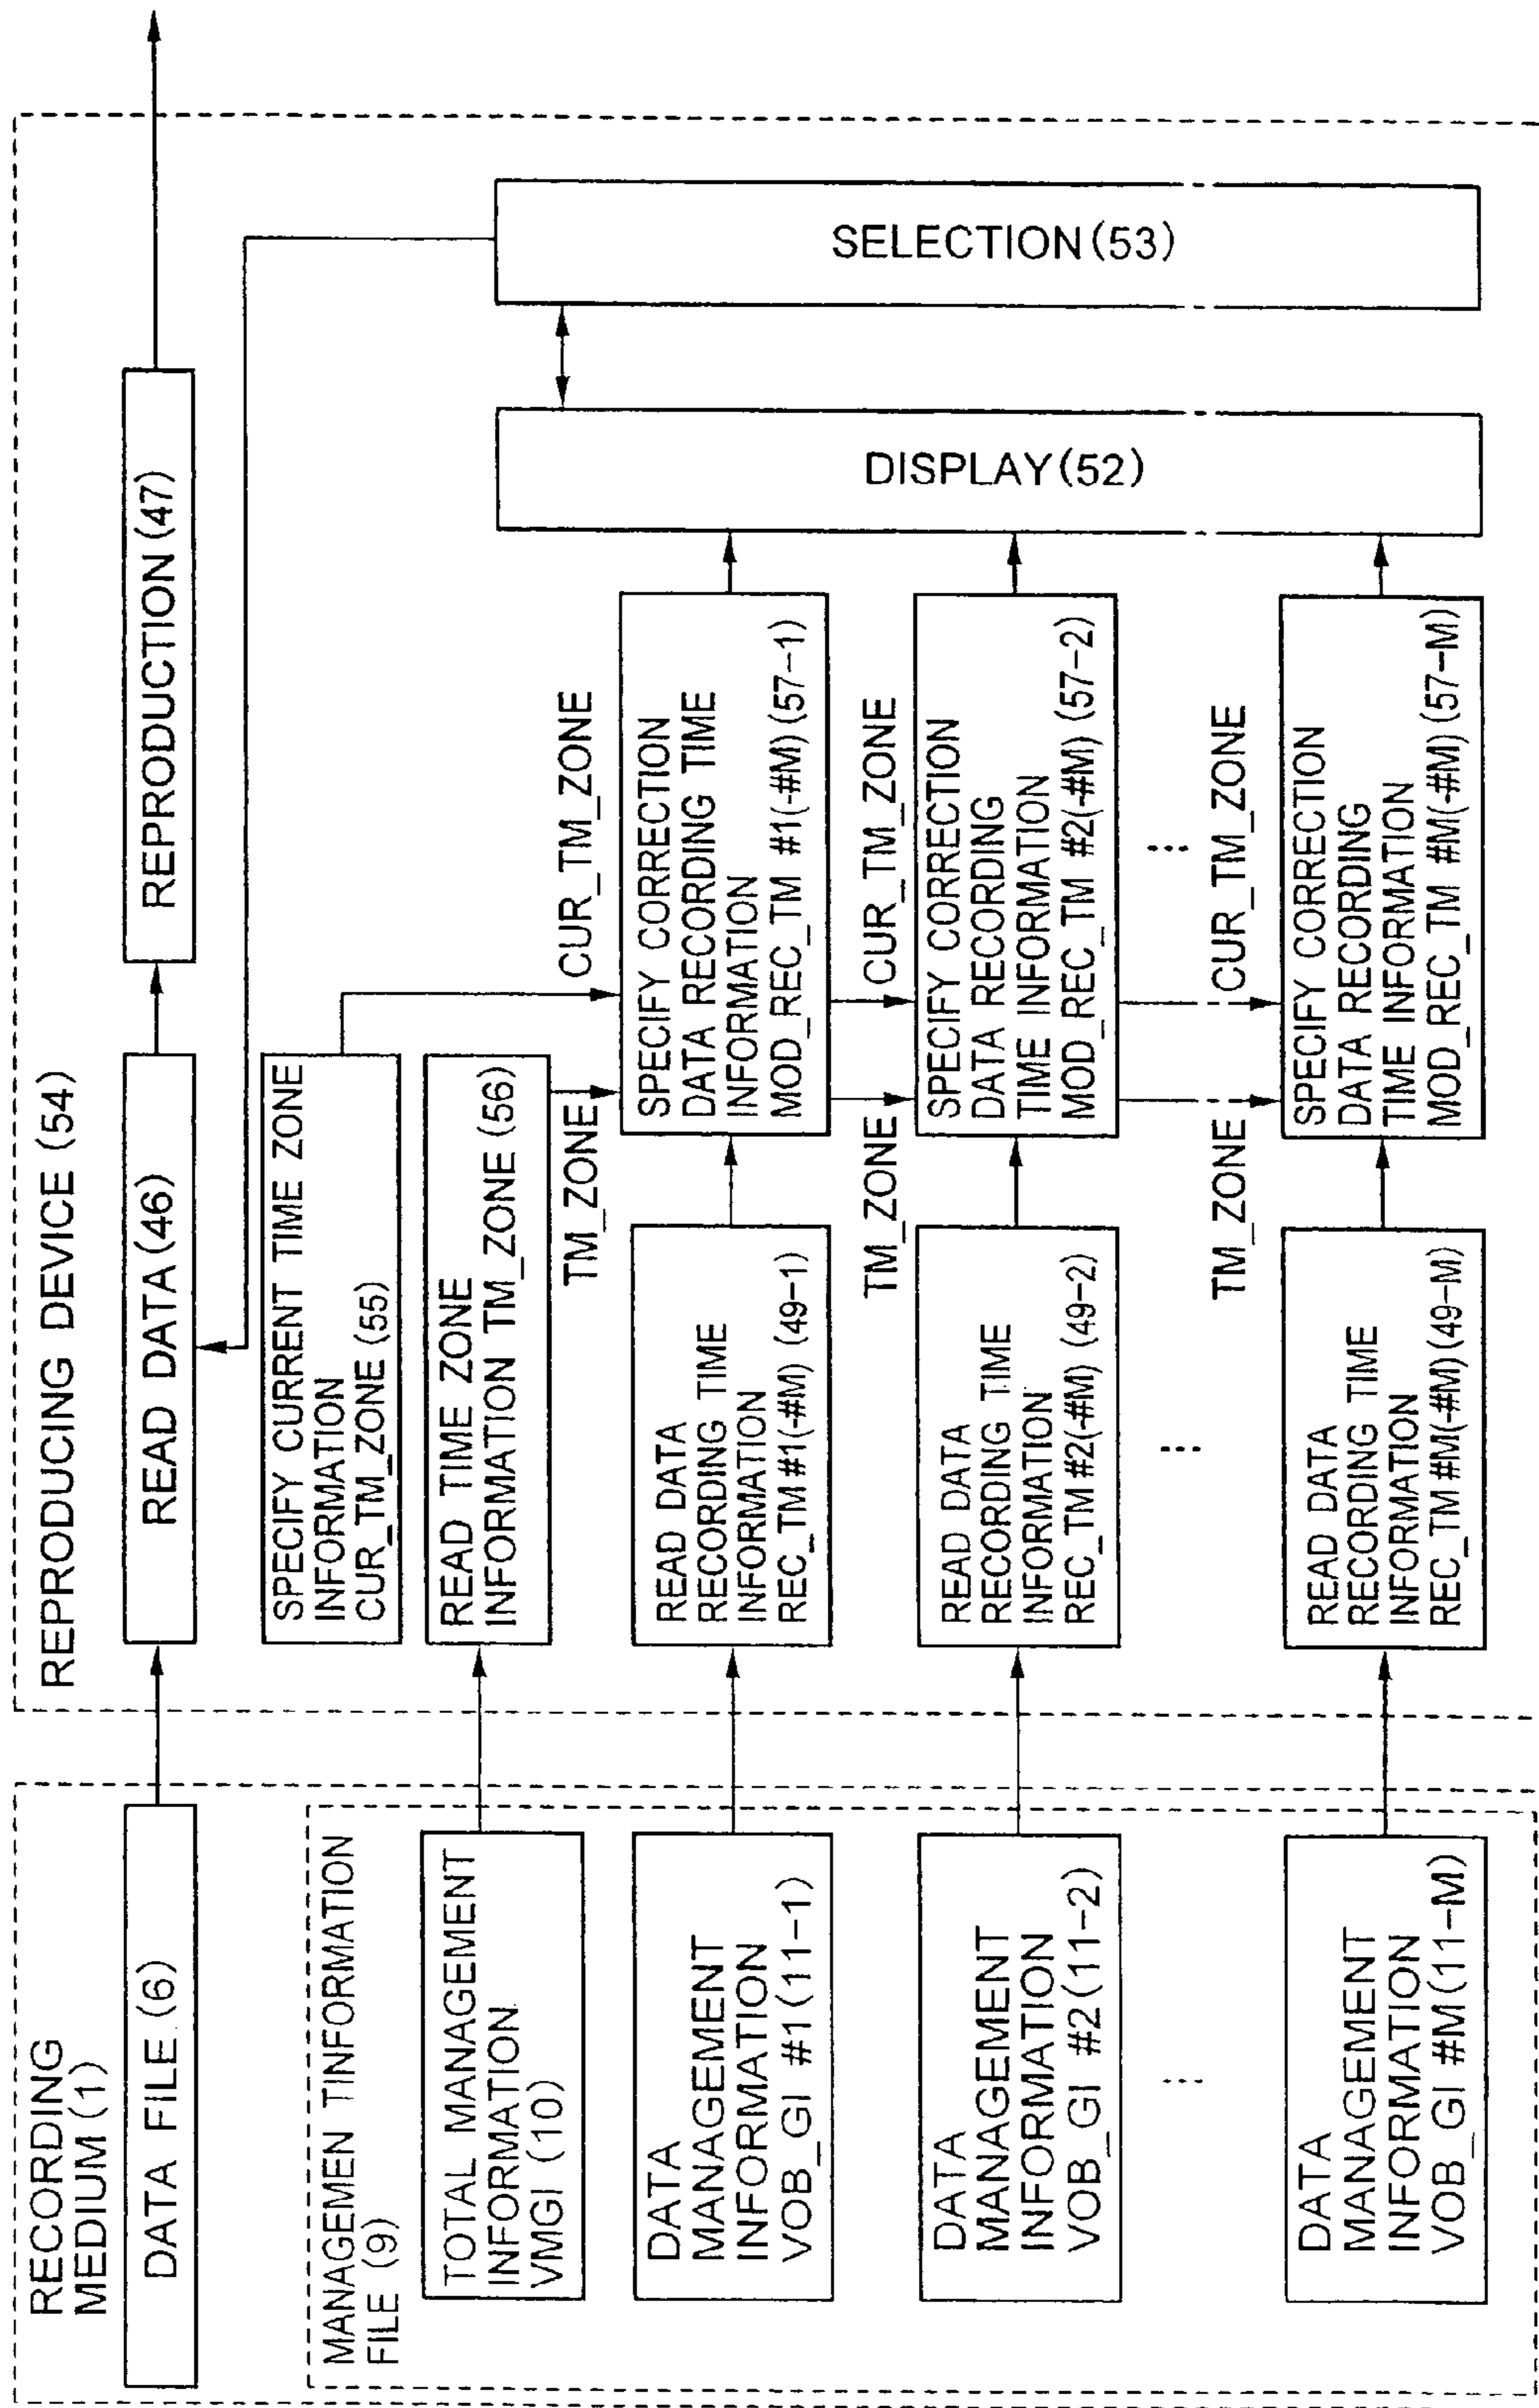 RECORDING
MEDIUM (1)
DATA FILE (6)
MANAGEMEN TINFORMATION
FILE (9)
TOTAL MANAGEMENT
INFORMATION
VMGI (10)
DATA
MANAGEMENT
INFORMATION
VOB_GI #1 (11-1)
DATA
MANAGEMENT
INFORMATION
VOB_GI #2 (11-2)
...
DATA
MANAGEMENT
INFORMATION
VOB_GI #M (11-M)
REPRODUCING DEVICE (54)
READ DATA (46)
REPRODUCTION (47)
SPECIFY CURRENT TIME ZONE
INFORMATION
CUR_TM_ZONE (55)
READ TIME ZONE
INFORMATION TM_ZONE (56)
TM_ZONE
CUR_TM_ZONE
READ DATA
RECORDING TIME
INFORMATION
REC_TM #1(-#M) (49-1)
SPECIFY CORRECTION
DATA RECORDING TIME
INFORMATION
MOD_REC_TM #1(-#M) (57-1)
TM_ZONE
CUR_TM_ZONE
READ DATA
RECORDING TIME
INFORMATION
REC_TM #2(-#M) (49-2)
SPECIFY CORRECTION
DATA RECORDING
TIME INFORMATION
MOD_REC_TM #2(-#M) (57-2)
...
...
TM_ZONE
CUR_TM_ZONE
READ DATA
RECORDING TIME
INFORMATION
REC_TM #M(-#M) (49-M)
SPECIFY CORRECTION
DATA RECORDING
TIME INFORMATION
MOD_REC_TM #M(-#M) (57-M)
DISPLAY (52)
SELECTION (53)